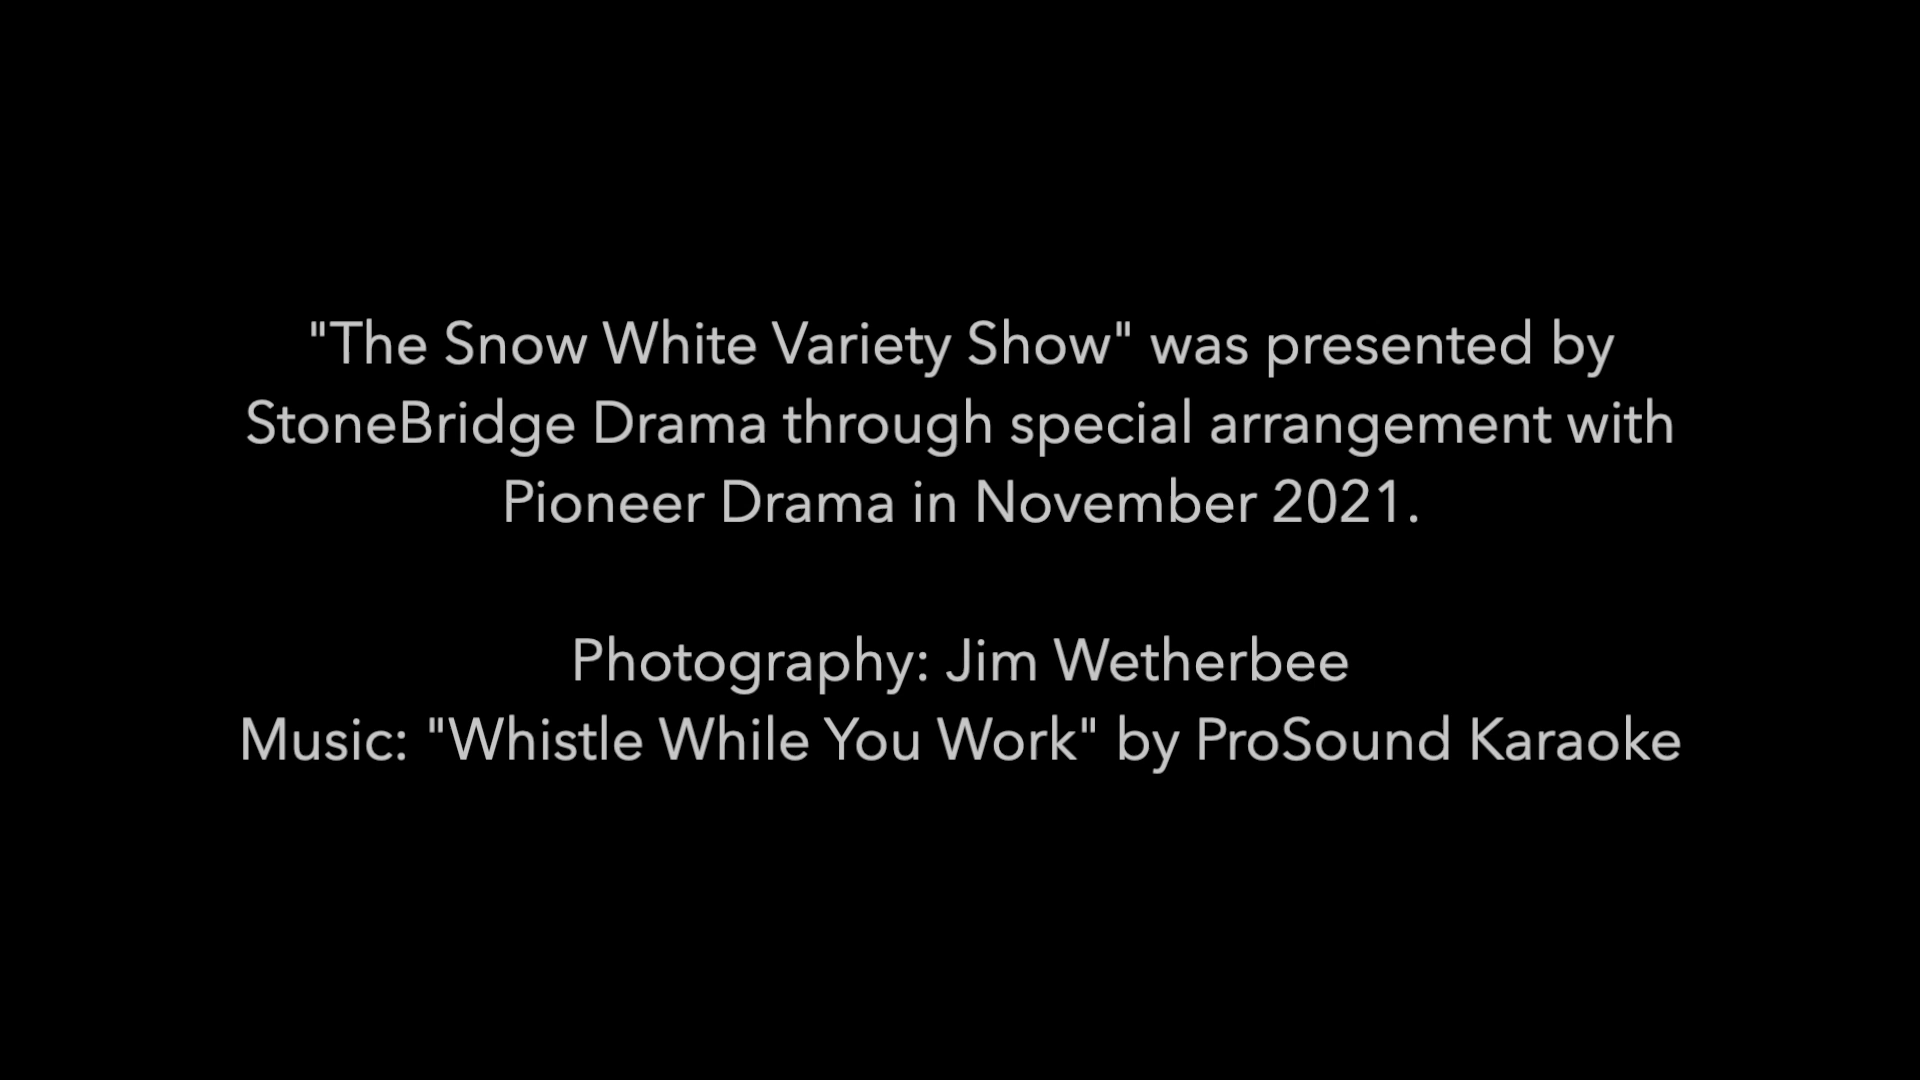 "The Snow White Variety Show" was presented by
StoneBridge Drama through special arrangement with
Pioneer Drama in November 2021.
Photography: Jim Wetherbee
Music: "Whistle While You Work" by ProSound Karaoke